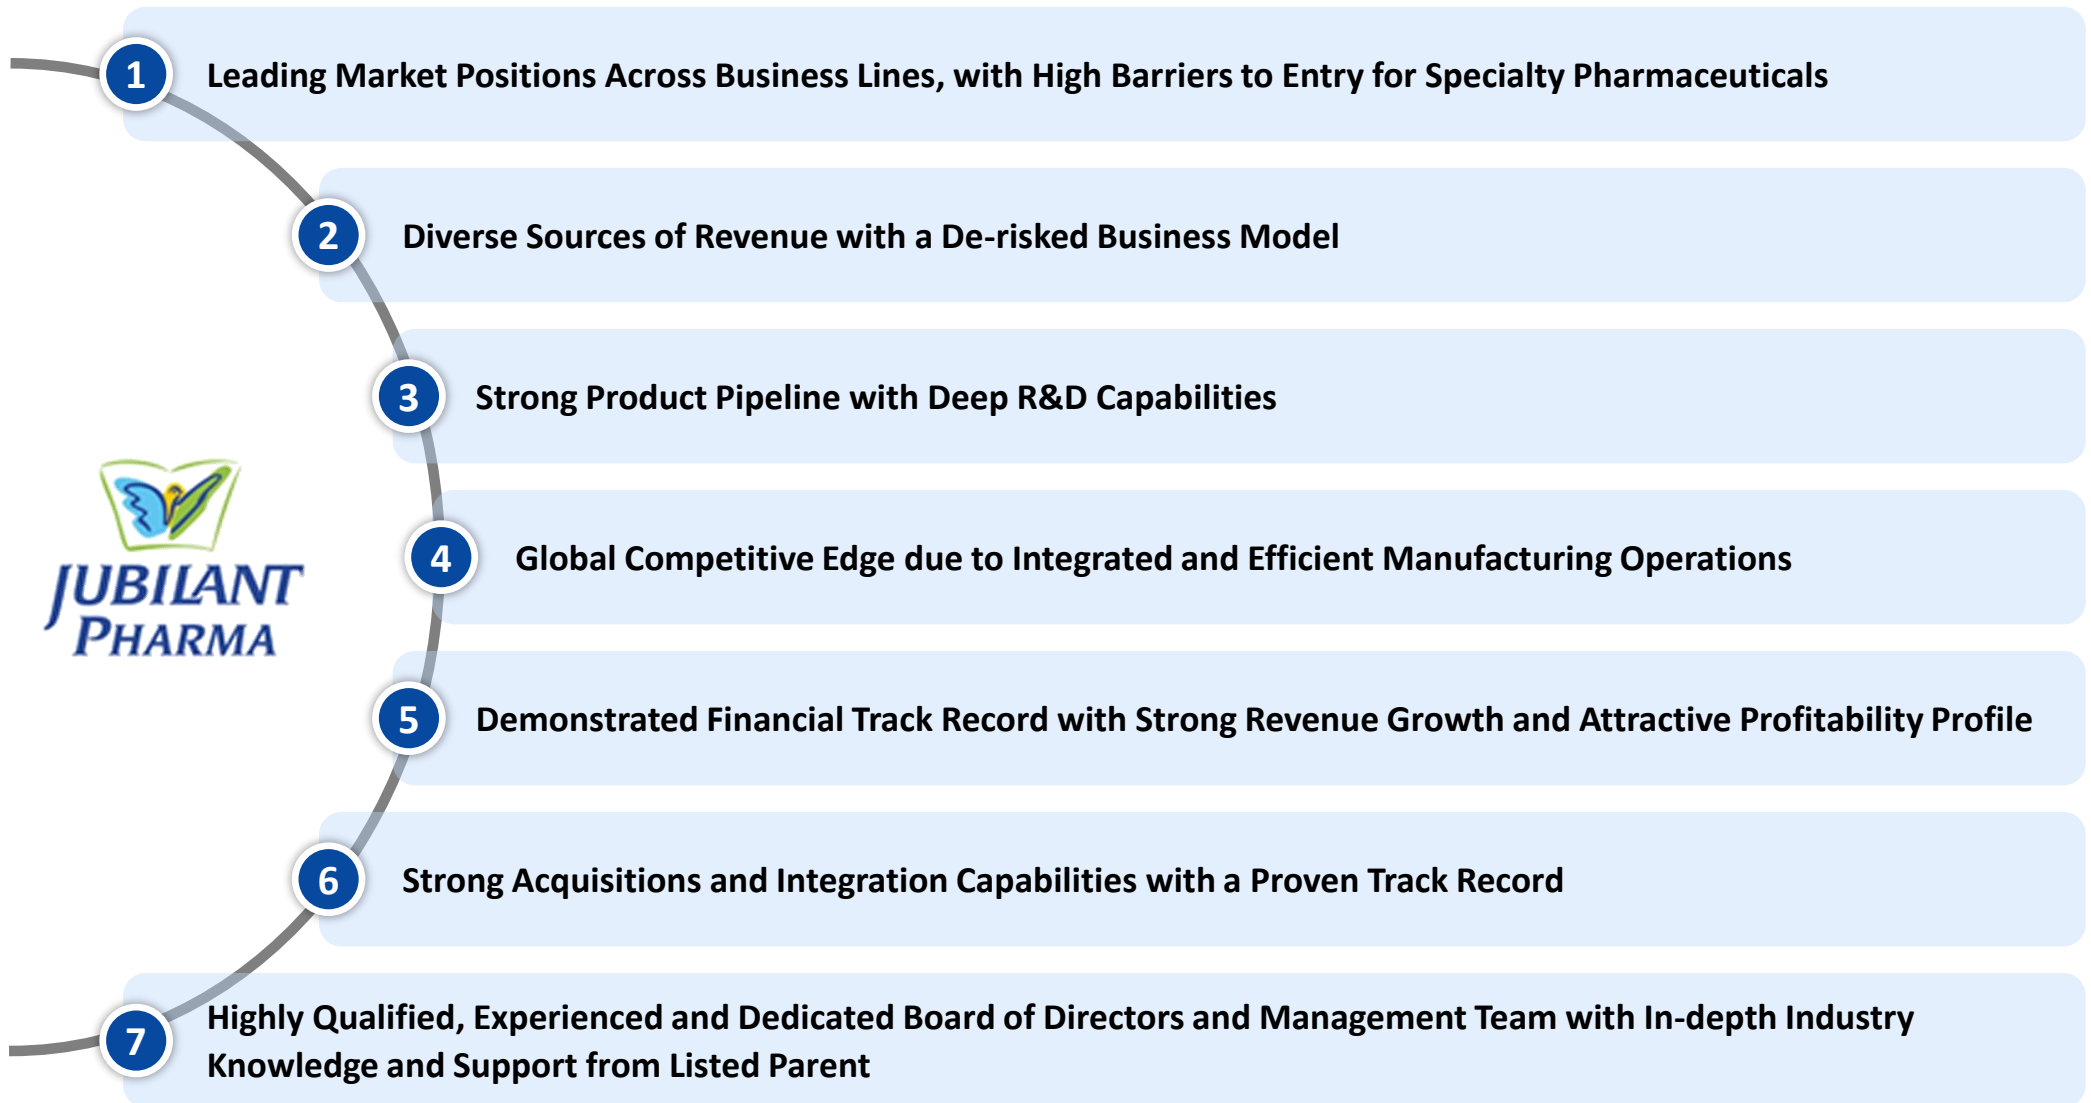 1
Leading Market Positions Across Business Lines, with High Barriers to Entry for Specialty Pharmaceuticals
2
Diverse Sources of Revenue with a De-risked Business Model
3
Strong Product Pipeline with Deep R&D Capabilities
JUBILANT
PHARMA
4
Global Competitive Edge due to Integrated and Efficient Manufacturing Operations
5
Demonstrated Financial Track Record with Strong Revenue Growth and Attractive Profitability Profile
6
Strong Acquisitions and Integration Capabilities with a Proven Track Record
7
Highly Qualified, Experienced and Dedicated Board of Directors and Management Team with In-depth Industry
Knowledge and Support from Listed Parent